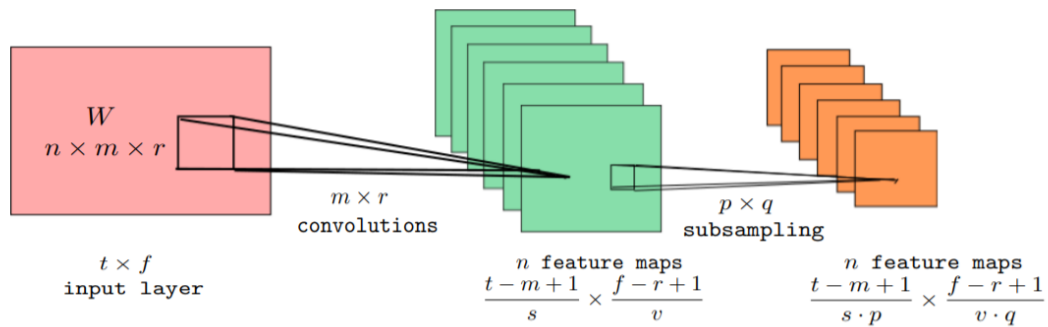 W
n × m × r
m × r
convolutions
p × q
subsampling
t × f
input layer
n feature maps
(t − m + 1)/s × (f − r + 1)/v
n feature maps
(t − m + 1)/(s · p) × (f − r + 1)/(v · q)